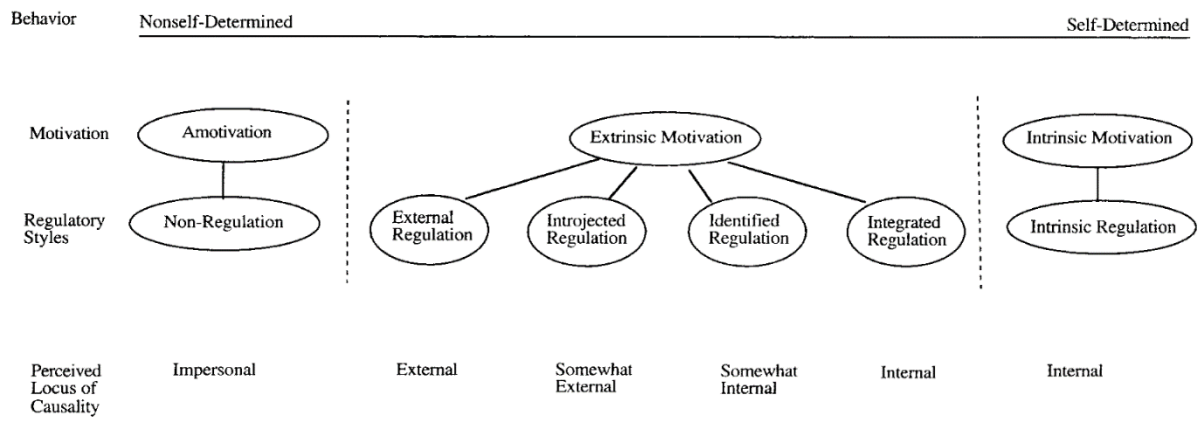 Behavior Nonself-Determined Self-Determined
Motivation Amotivation Extrinsic Motivation Intrinsic Motivation
Regulatory
Styles
Non-Regulation
External
Regulation
Introjected
Regulation
Identified
Regulation
Integrated
Regulation
Intrinsic Regulation
Perceived
Locus of
Causality
Impersonal
External
Somewhat
External
Somewhat
Internal
Internal
Internal